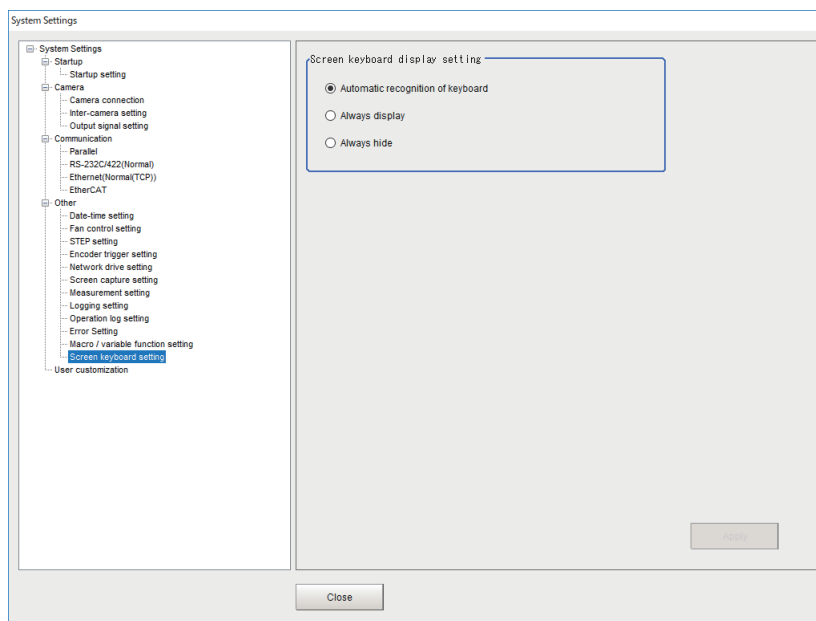 System Settings
System Settings
Startup
Startup setting
Camera
Camera connection
Inter-camera setting
Output signal setting
Communication
Parallel
RS-232C/422(Normal)
Ethernet(Normal(TCP))
EtherCAT
Other
Date-time setting
Fan control setting
STEP setting
Encoder trigger setting
Network drive setting
Screen capture setting
Measurement setting
Logging setting
Operation log setting
Error Setting
Macro / variable function setting
Screen keyboard setting
User customization
Screen keyboard display setting
Automatic recognition of keyboard
Always display
Always hide
Apply
Close